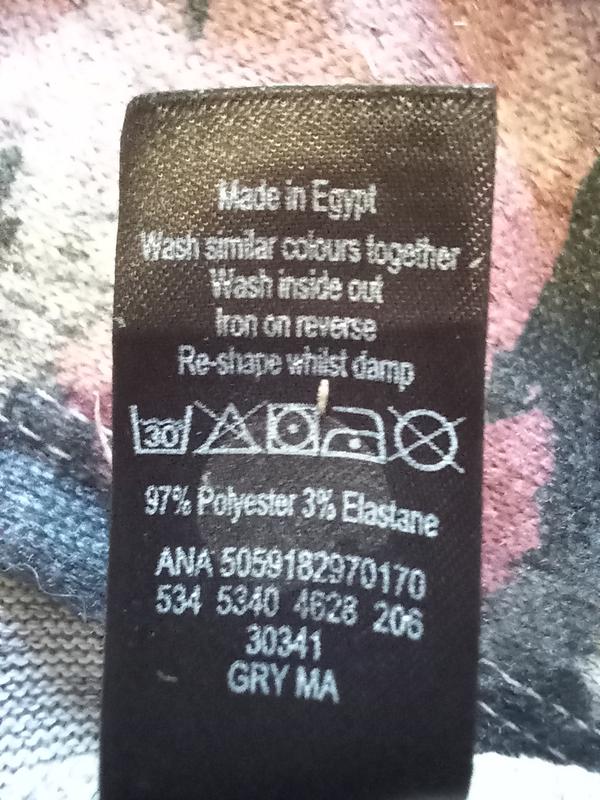 Made in Egypt
Wash similar colours together
Wash inside out
Iron on reverse
Re-shape whilst damp
30
97% Polyester 3% Elastane
ANA 5059182970170
534 5340 4628 206
30341
GRY MA